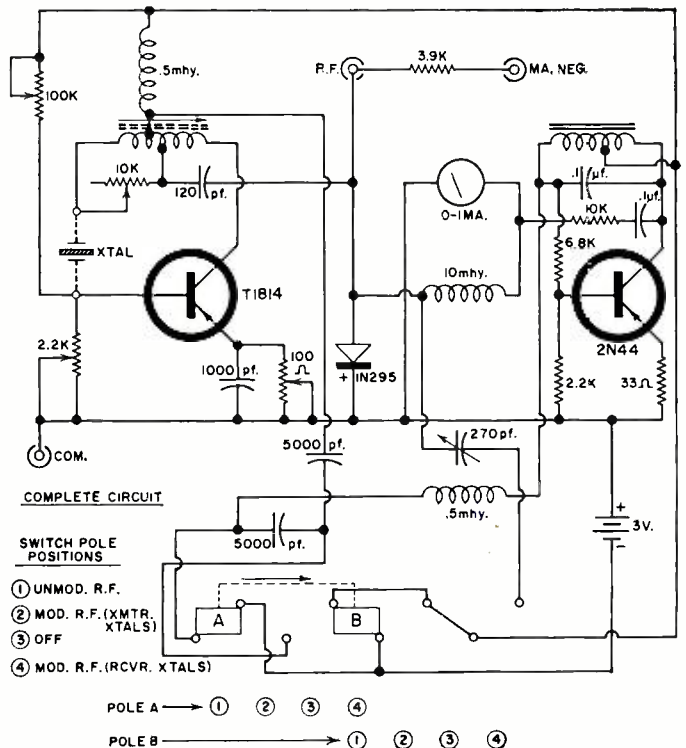 R.F.
3.9K
MA. NEG.
.5mhy.
100K
10K
120 pf.
.1µf.
.1µf.
10K
0-1MA.
6.8K
XTAL
T1814
10mhy.
2N44
2.2K
1000 pf.
100 Ω
+ 1N295
2.2K
33Ω
COM.
5000 pf.
270 pf.
COMPLETE CIRCUIT
.5mhy.
+
3V.
-
5000 pf.
SWITCH POLE
POSITIONS
① UNMOD. R.F.
② MOD. R.F. (XMTR.
XTALS)
③ OFF
④ MOD. R.F. (RCVR. XTALS)
A
B
POLE A ① ② ③ ④
POLE B ① ② ③ ④